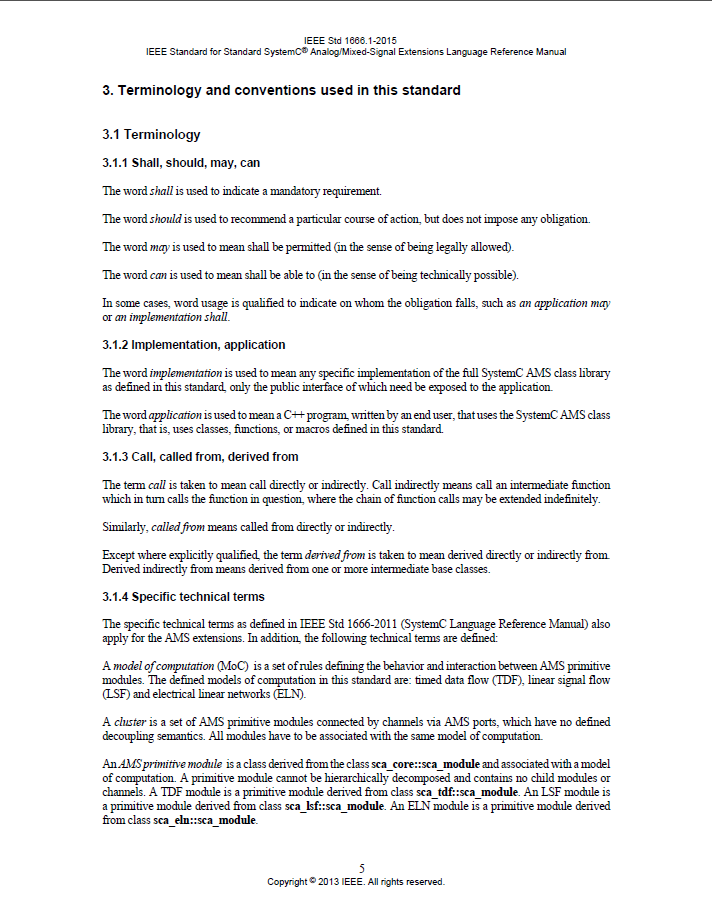 IEEE Std 1666.1-2015
IEEE Standard for Standard SystemC® Analog/Mixed-Signal Extensions Language Reference Manual
3. Terminology and conventions used in this standard
3.1 Terminology
3.1.1 Shall, should, may, can
The word shall is used to indicate a mandatory requirement.
The word should is used to recommend a particular course of action, but does not impose any obligation.
The word may is used to mean shall be permitted (in the sense of being legally allowed).
The word can is used to mean shall be able to (in the sense of being technically possible).
In some cases, word usage is qualified to indicate on whom the obligation falls, such as an application may
or an implementation shall.
3.1.2 Implementation, application
The word implementation is used to mean any specific implementation of the full SystemC AMS class library
as defined in this standard, only the public interface of which need be exposed to the application.
The word application is used to mean a C++ program, written by an end user, that uses the SystemC AMS class
library, that is, uses classes, functions, or macros defined in this standard.
3.1.3 Call, called from, derived from
The term call is taken to mean call directly or indirectly. Call indirectly means call an intermediate function
which in turn calls the function in question, where the chain of function calls may be extended indefinitely.
Similarly, called from means called from directly or indirectly.
Except where explicitly qualified, the term derived from is taken to mean derived directly or indirectly from.
Derived indirectly from means derived from one or more intermediate base classes.
3.1.4 Specific technical terms
The specific technical terms as defined in IEEE Std 1666-2011 (SystemC Language Reference Manual) also
apply for the AMS extensions. In addition, the following technical terms are defined:
A model of computation (MoC) is a set of rules defining the behavior and interaction between AMS primitive
modules. The defined models of computation in this standard are: timed data flow (TDF), linear signal flow
(LSF) and electrical linear networks (ELN).
A cluster is a set of AMS primitive modules connected by channels via AMS ports, which have no defined
decoupling semantics. All modules have to be associated with the same model of computation.
An AMS primitive module is a class derived from the class sca_core::sca_module and associated with a model
of computation. A primitive module cannot be hierarchically decomposed and contains no child modules or
channels. A TDF module is a primitive module derived from class sca_tdf::sca_module. An LSF module is
a primitive module derived from class sca_lsf::sca_module. An ELN module is a primitive module derived
from class sca_eln::sca_module.
5
Copyright © 2013 IEEE. All rights reserved.